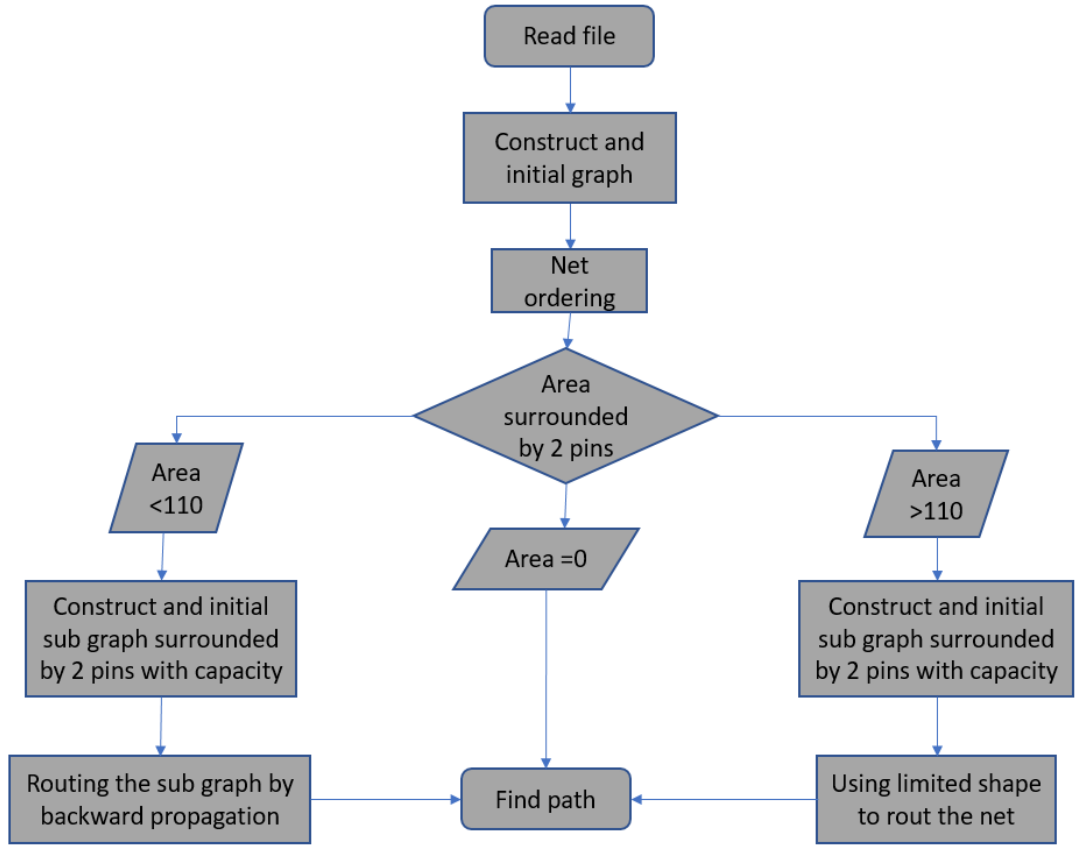 Read file
Construct and
initial graph
Net
ordering
Area
surrounded
by 2 pins
Area
<110
Area =0
Area
>110
Construct and initial
sub graph surrounded
by 2 pins with capacity
Construct and initial
sub graph surrounded
by 2 pins with capacity
Routing the sub graph by
backward propagation
Find path
Using limited shape
to rout the net